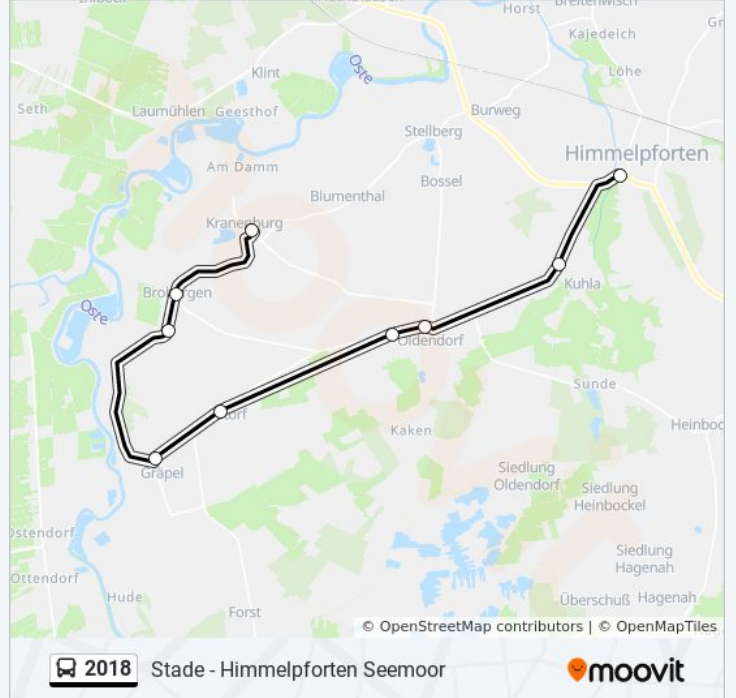 Horst
Kajedeich
Löhe
Klint
Oste
Burweg
Seth
Laumühlen
Geesthof
Stellberg
Himmelpforten
Am Damm
Bossel
Blumenthal
Kranenburg
Kuhla
Oste
Oldendorf
Sunde
Kaken
Heinboc
Gräpel
Siedlung
Oldendorf
Siedlung
Heinbockel
Ostendorf
Siedlung
Hagenah
Ottendorf
Hude
Überschuß
Hagenah
Forst
© OpenStreetMap contributors | © OpenMapTiles
2018 Stade - Himmelpforten Seemoor
moovit